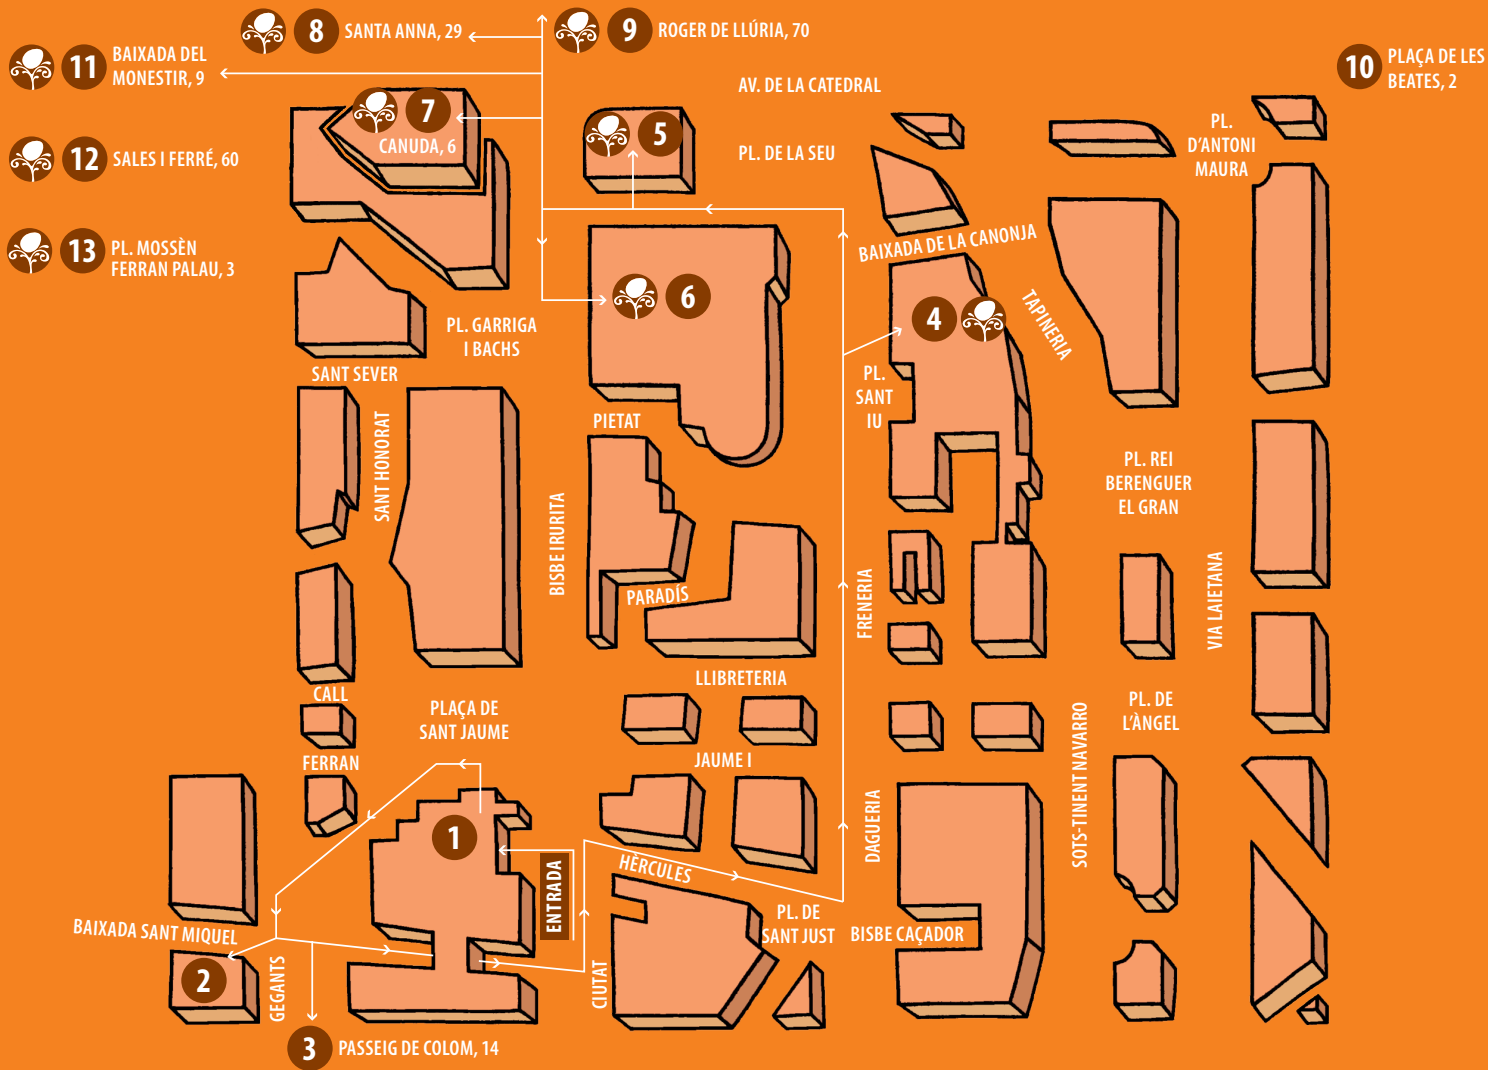 8 SANTA ANNA, 29
9 ROGER DE LLÚRIA, 70
11 BAIXADA DEL
MONESTIR, 9
10 PLAÇA DE LES
BEATES, 2
AV. DE LA CATEDRAL
7
CANUDA, 6
5
PL.
D'ANTONI
MAURA
12 SALES I FERRÉ, 60
PL. DE LA SEU
13 PL. MOSSÈN
FERRAN PALAU, 3
BAIXADA DE LA CANONJA
6
4
TAPINERIA
PL. GARRIGA
I BACHS
SANT SEVER
PL.
SANT
IU
SANT HONORAT
PIETAT
PL. REI
BERENGUER
EL GRAN
BISBE IRURITA
PARADÍS
FRENERIA
VIA LAIETANA
LLIBRETERIA
CALL
PLAÇA DE
SANT JAUME
PL. DE
L'ÀNGEL
FERRAN
JAUME I
SOTS-TINENT NAVARRO
1
DAGUERIA
HÈRCULES
ENTRADA
BAIXADA SANT MIQUEL
PL. DE
SANT JUST
BISBE CAÇADOR
2
GEGANTS
CIUTAT
3 PASSEIG DE COLOM, 14